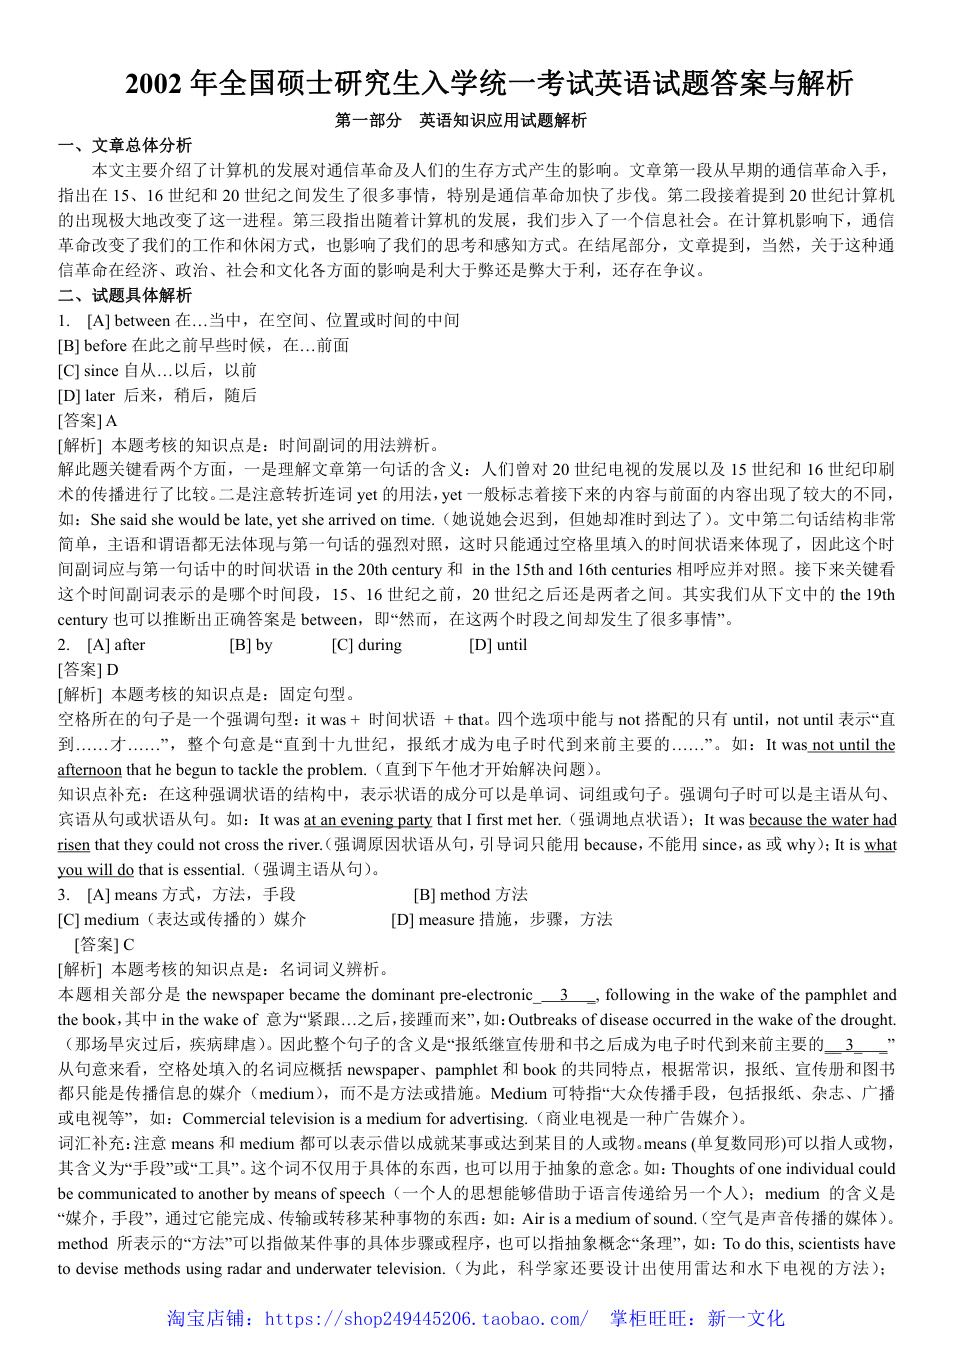 2002 年全国硕士研究生入学统一考试英语试题答案与解析
第一部分 英语知识应用试题解析
一、文章总体分析
本文主要介绍了计算机的发展对通信革命及人们的生存方式产生的影响。文章第一段从早期的通信革命入手，
指出在 15、16 世纪和 20 世纪之间发生了很多事情，特别是通信革命加快了步伐。第二段接着提到 20 世纪计算机
的出现极大地改变了这一进程。第三段指出随着计算机的发展，我们步入了一个信息社会。在计算机影响下，通信
革命改变了我们的工作和休闲方式，也影响了我们的思考和感知方式。在结尾部分，文章提到，当然，关于这种通
信革命在经济、政治、社会和文化各方面的影响是利大于弊还是弊大于利，还存在争议。
二、试题具体解析
1. [A] between 在…当中，在空间、位置或时间的中间
[B] before 在此之前早些时候，在…前面
[C] since 自从…以后，以前
[D] later 后来，稍后，随后
[答案] A
[解析] 本题考核的知识点是：时间副词的用法辨析。
解此题关键看两个方面，一是理解文章第一句话的含义：人们曾对 20 世纪电视的发展以及 15 世纪和 16 世纪印刷
术的传播进行了比较。二是注意转折连词 yet 的用法，yet 一般标志着接下来的内容与前面的内容出现了较大的不同，
如：She said she would be late, yet she arrived on time.（她说她会迟到，但她却准时到达了）。文中第二句话结构非常
简单，主语和谓语都无法体现与第一句话的强烈对照，这时只能通过空格里填入的时间状语来体现了，因此这个时
间副词应与第一句话中的时间状语 in the 20th century 和 in the 15th and 16th centuries 相呼应并对照。接下来关键看
这个时间副词表示的是哪个时间段，15、16 世纪之前，20 世纪之后还是两者之间。其实我们从下文中的 the 19th
century 也可以推断出正确答案是 between，即“然而，在这两个时段之间却发生了很多事情”。
2. [A] after [B] by [C] during [D] until
[答案] D
[解析] 本题考核的知识点是：固定句型。
空格所在的句子是一个强调句型：it was + 时间状语 + that。四个选项中能与 not 搭配的只有 until，not until 表示“直
到……才……”，整个句意是“直到十九世纪，报纸才成为电子时代到来前主要的……”。如：It was not until the
afternoon that he begun to tackle the problem.（直到下午他才开始解决问题）。
知识点补充：在这种强调状语的结构中，表示状语的成分可以是单词、词组或句子。强调句子时可以是主语从句、
宾语从句或状语从句。如：It was at an evening party that I first met her.（强调地点状语）；It was because the water had
risen that they could not cross the river.（强调原因状语从句，引导词只能用 because，不能用 since，as 或 why）；It is what
you will do that is essential.（强调主语从句）。
3. [A] means 方式，方法，手段 [B] method 方法
[C] medium（表达或传播的）媒介 [D] measure 措施，步骤，方法
[答案] C
[解析] 本题考核的知识点是：名词词义辨析。
本题相关部分是 the newspaper became the dominant pre-electronic_ 3 _, following in the wake of the pamphlet and
the book，其中 in the wake of 意为“紧跟…之后，接踵而来”，如：Outbreaks of disease occurred in the wake of the drought.
（那场旱灾过后，疾病肆虐）。因此整个句子的含义是“报纸继宣传册和书之后成为电子时代到来前主要的__ 3_ _”
从句意来看，空格处填入的名词应概括 newspaper、pamphlet 和 book 的共同特点，根据常识，报纸、宣传册和图书
都只能是传播信息的媒介（medium），而不是方法或措施。Medium 可特指“大众传播手段，包括报纸、杂志、广播
或电视等”，如：Commercial television is a medium for advertising.（商业电视是一种广告媒介）。
词汇补充：注意 means 和 medium 都可以表示借以成就某事或达到某目的人或物。means (单复数同形)可以指人或物，
其含义为“手段”或“工具”。这个词不仅用于具体的东西，也可以用于抽象的意念。如：Thoughts of one individual could
be communicated to another by means of speech（一个人的思想能够借助于语言传递给另一个人）；medium 的含义是
“媒介，手段”，通过它能完成、传输或转移某种事物的东西：如：Air is a medium of sound.（空气是声音传播的媒体）。
method 所表示的“方法”可以指做某件事的具体步骤或程序，也可以指抽象概念“条理”，如：To do this, scientists have
to devise methods using radar and underwater television.（为此，科学家还要设计出使用雷达和水下电视的方法）；
淘宝店铺：https://shop249445206.taobao.com/ 掌柜旺旺：新一文化